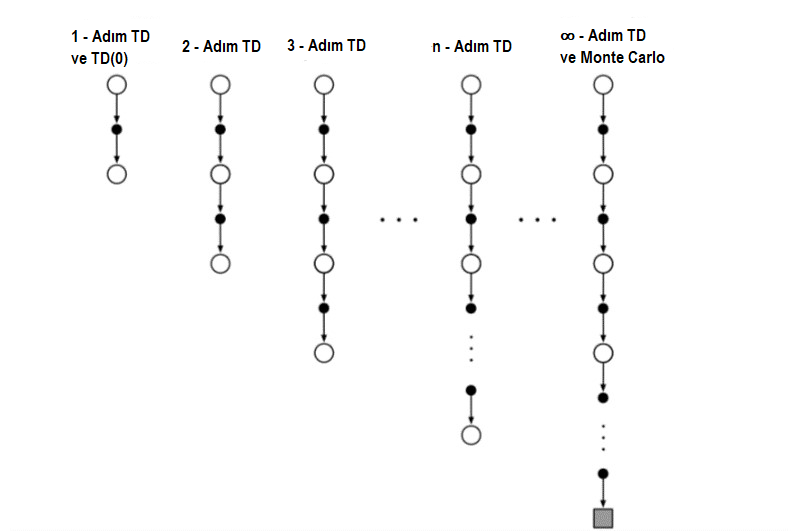 1 - Adım TD
ve TD(0)
2 - Adım TD
3 - Adım TD
n - Adım TD
∞ - Adım TD
ve Monte Carlo